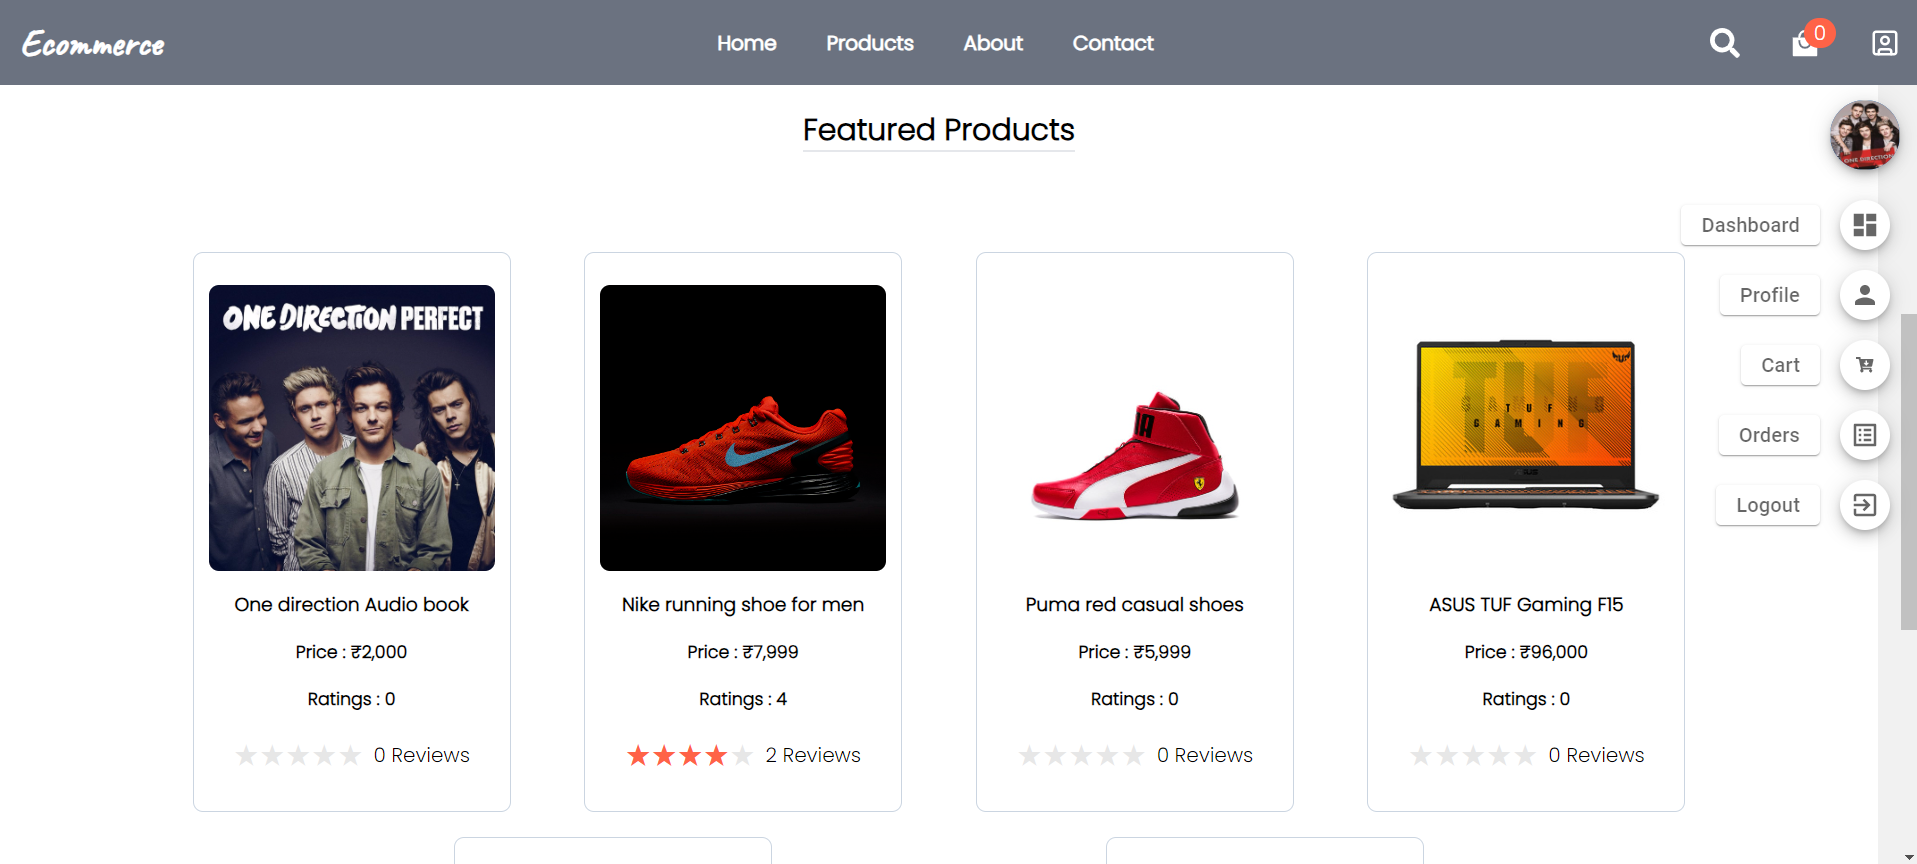 Ecommerce
Home
Products
About
Contact
0
Featured Products
ONE DIRECTION
Dashboard
Profile
Cart
Orders
Logout
ONE DIRECTION PERFECT
TUF
GAMING
One direction Audio book
Price : ₹2,000
Ratings : 0
0 Reviews
Nike running shoe for men
Price : ₹7,999
Ratings : 4
2 Reviews
Puma red casual shoes
Price : ₹5,999
Ratings : 0
0 Reviews
ASUS TUF Gaming F15
Price : ₹96,000
Ratings : 0
0 Reviews